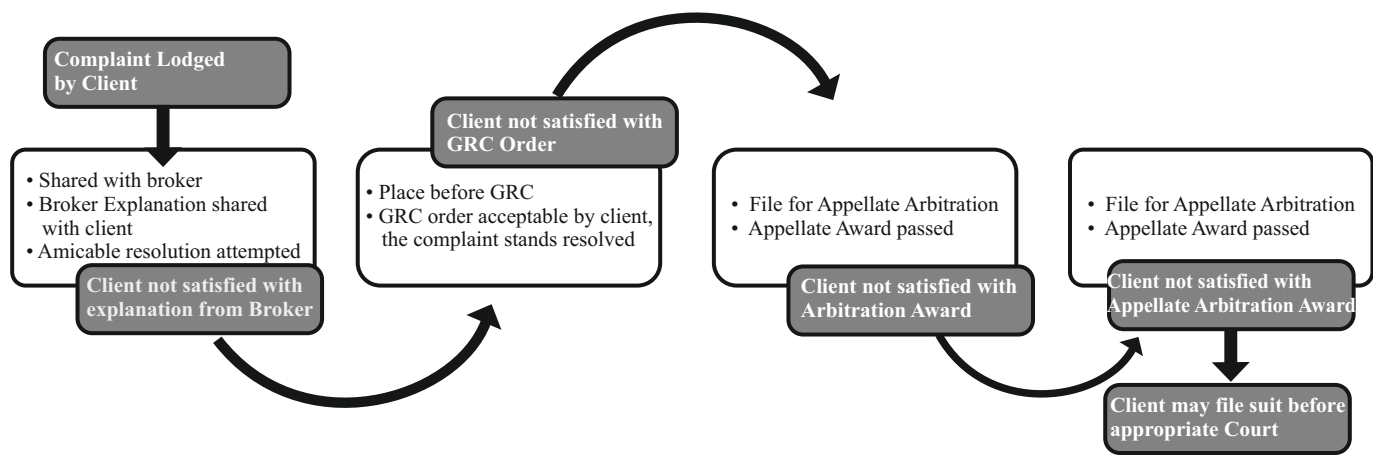 Complaint Lodged
by Client
• Shared with broker
• Broker Explanation shared
with client
• Amicable resolution attempted
Client not satisfied with
explanation from Broker
Client not satisfied with
GRC Order
• Place before GRC
• GRC order acceptable by client,
the complaint stands resolved
• File for Appellate Arbitration
• Appellate Award passed
Client not satisfied with
Arbitration Award
• File for Appellate Arbitration
• Appellate Award passed
Client not satisfied with
Appellate Arbitration Award
Client may file suit before
appropriate Court